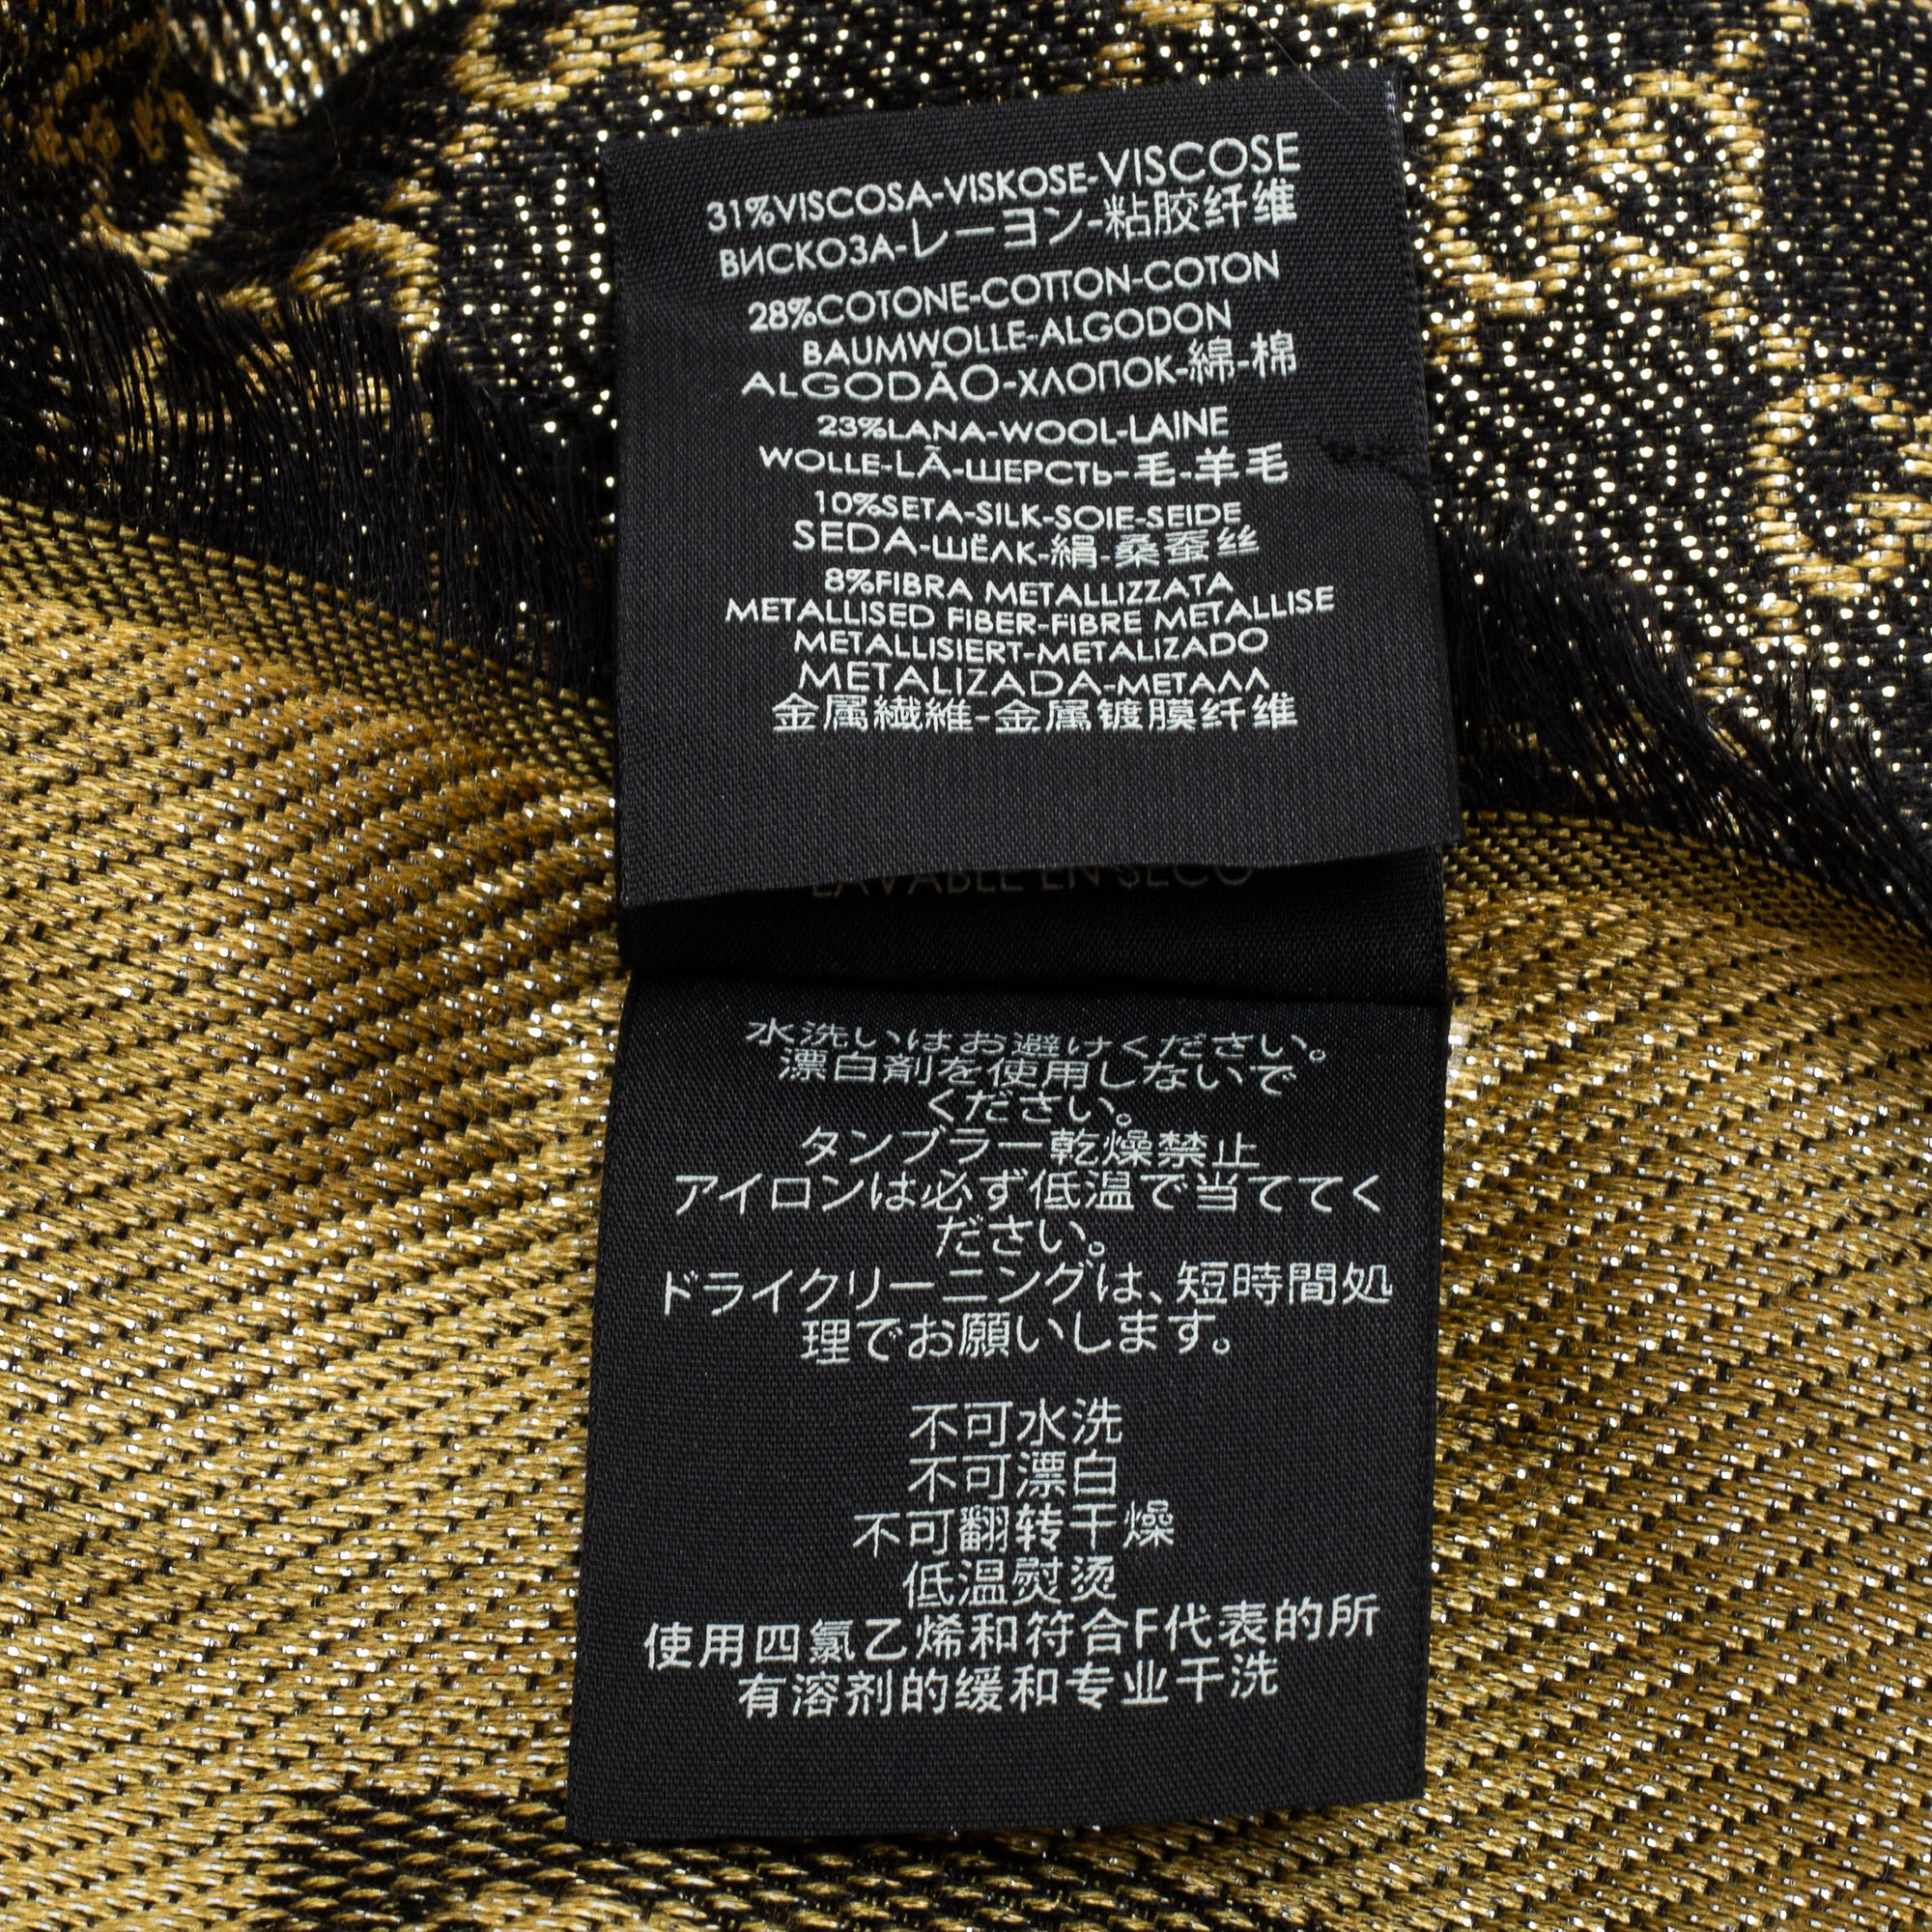 31%VISCOSA-VISKOSE-VISCOSE
ВИСКОЗА-レーヨン-粘胶纤维
28%COTONE-COTTON-COTON
BAUMWOLLE-ALGODON
ALGODÃO-ХЛОПОК-綿-棉
23%LANA-WOOL-LAINE
WOLLE-LÃ-ШЕРСТЬ-毛-羊毛
10%SETA-SILK-SOIE-SEIDE
SEDA-ШЁЛК-絹-桑蚕丝
8%FIBRA METALLIZZATA
METALLISED FIBER-FIBRE METALLISE
METALLISIERT-METALIZADO
METALIZADA-МЕТАЛЛ
金属繊維-金属镀膜纤维
LAVABLE EN SECO
水洗いはお避けください。
漂白剤を使用しないで
ください。
タンブラー乾燥禁止
アイロンは必ず低温で当ててく
ださい。
ドライクリーニングは、短時間処
理でお願いします。
不可水洗
不可漂白
不可翻转干燥
低温熨烫
使用四氯乙烯和符合F代表的所
有溶剂的缓和专业干洗